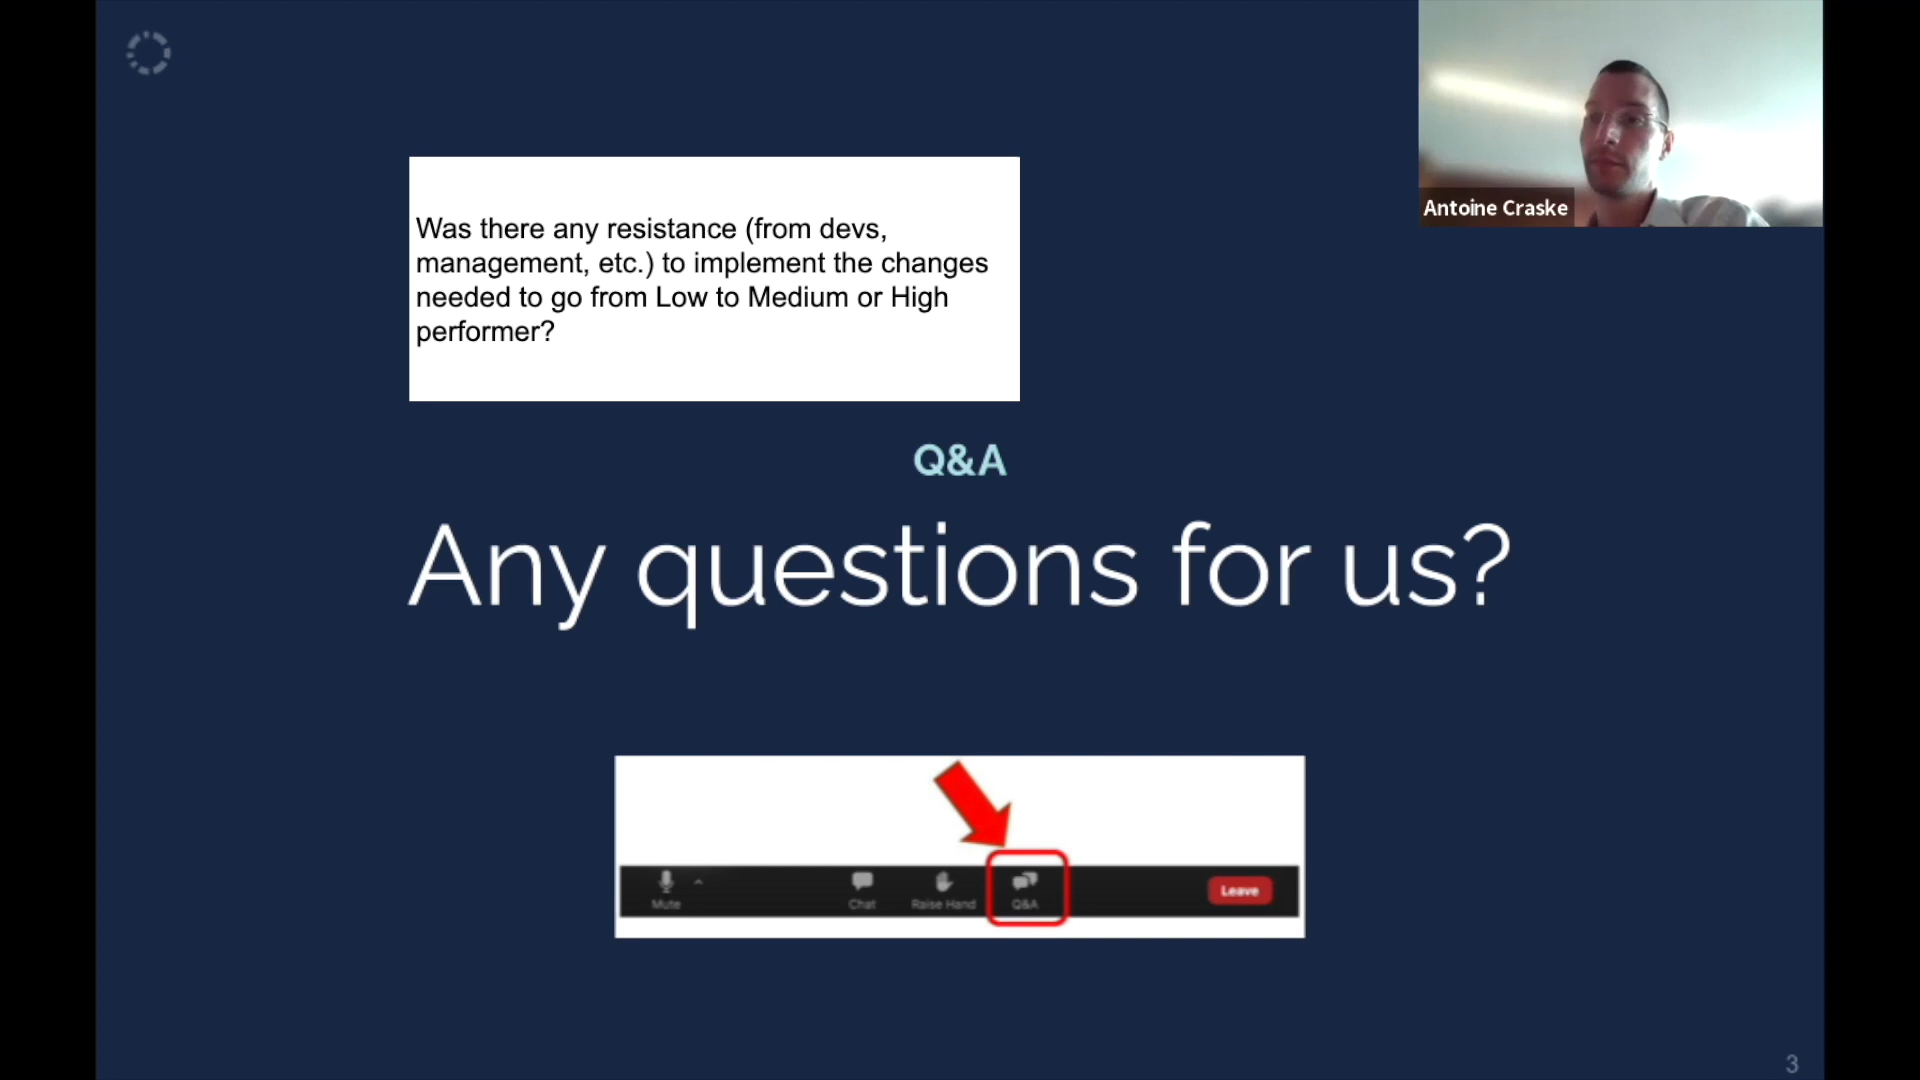 Antoine Craske
Was there any resistance (from devs,
management, etc.) to implement the changes
needed to go from Low to Medium or High
performer?
Q&A
Any questions for us?
Mute
Chat
Raise Hand
Q&A
Leave
3